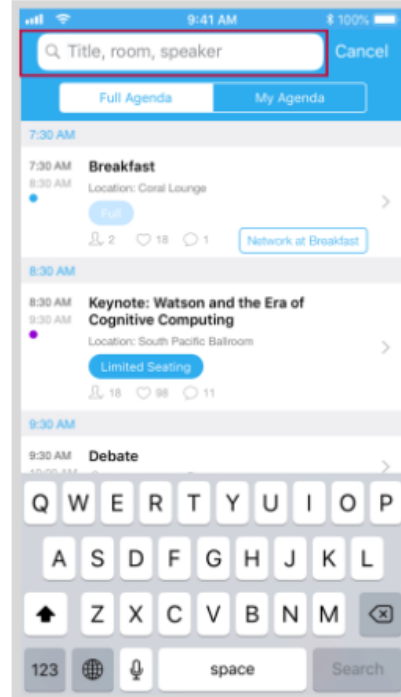 9:41 AM
100%
Title, room, speaker
Cancel
Full Agenda
My Agenda
7:30 AM
7:30 AM
Breakfast
8:30 AM
Location: Coral Lounge
Full
2
18
1
Network at Breakfast
8:30 AM
8:30 AM
Keynote: Watson and the Era of
9:30 AM
Cognitive Computing
Location: South Pacific Ballroom
Limited Seating
18
98
11
9:30 AM
9:30 AM
Debate
Q W E R T Y U I O P
A S D F G H J K L
Z X C V B N M
123
space
Search